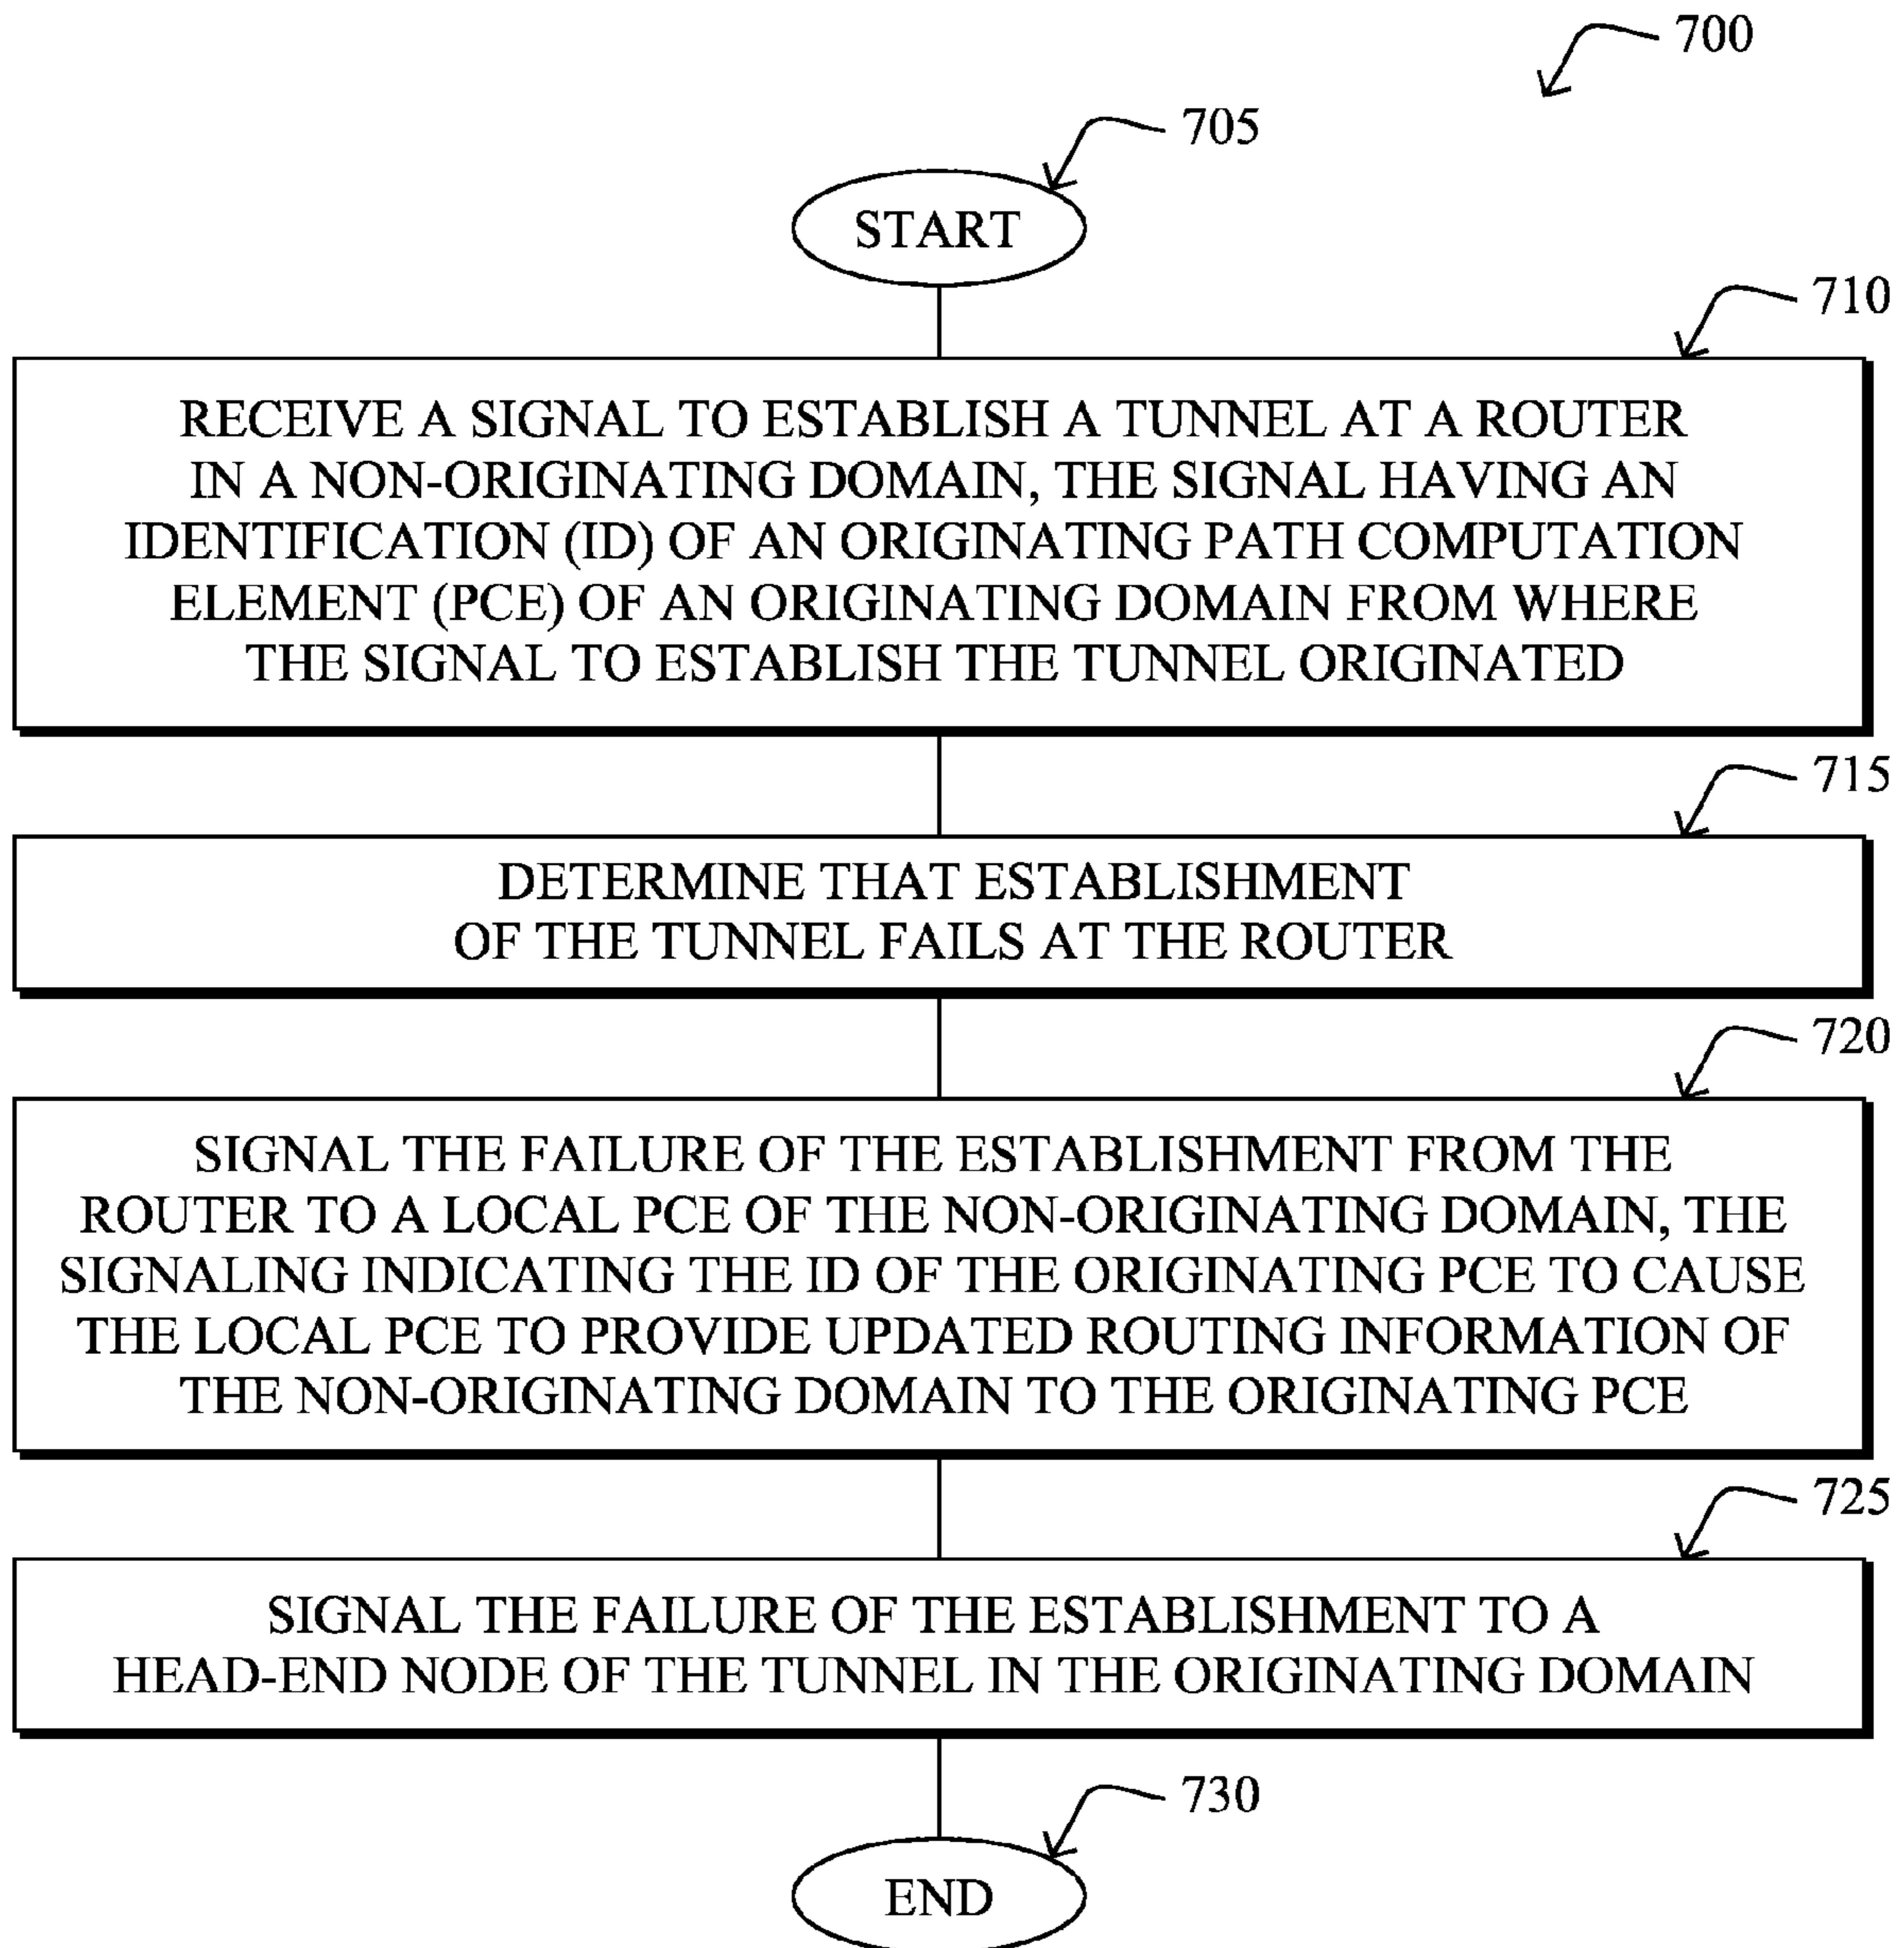 700
705
START
710
RECEIVE A SIGNAL TO ESTABLISH A TUNNEL AT A ROUTER
IN A NON-ORIGINATING DOMAIN, THE SIGNAL HAVING AN
IDENTIFICATION (ID) OF AN ORIGINATING PATH COMPUTATION
ELEMENT (PCE) OF AN ORIGINATING DOMAIN FROM WHERE
THE SIGNAL TO ESTABLISH THE TUNNEL ORIGINATED
715
DETERMINE THAT ESTABLISHMENT
OF THE TUNNEL FAILS AT THE ROUTER
720
SIGNAL THE FAILURE OF THE ESTABLISHMENT FROM THE
ROUTER TO A LOCAL PCE OF THE NON-ORIGINATING DOMAIN, THE
SIGNALING INDICATING THE ID OF THE ORIGINATING PCE TO CAUSE
THE LOCAL PCE TO PROVIDE UPDATED ROUTING INFORMATION OF
THE NON-ORIGINATING DOMAIN TO THE ORIGINATING PCE
725
SIGNAL THE FAILURE OF THE ESTABLISHMENT TO A
HEAD-END NODE OF THE TUNNEL IN THE ORIGINATING DOMAIN
730
END